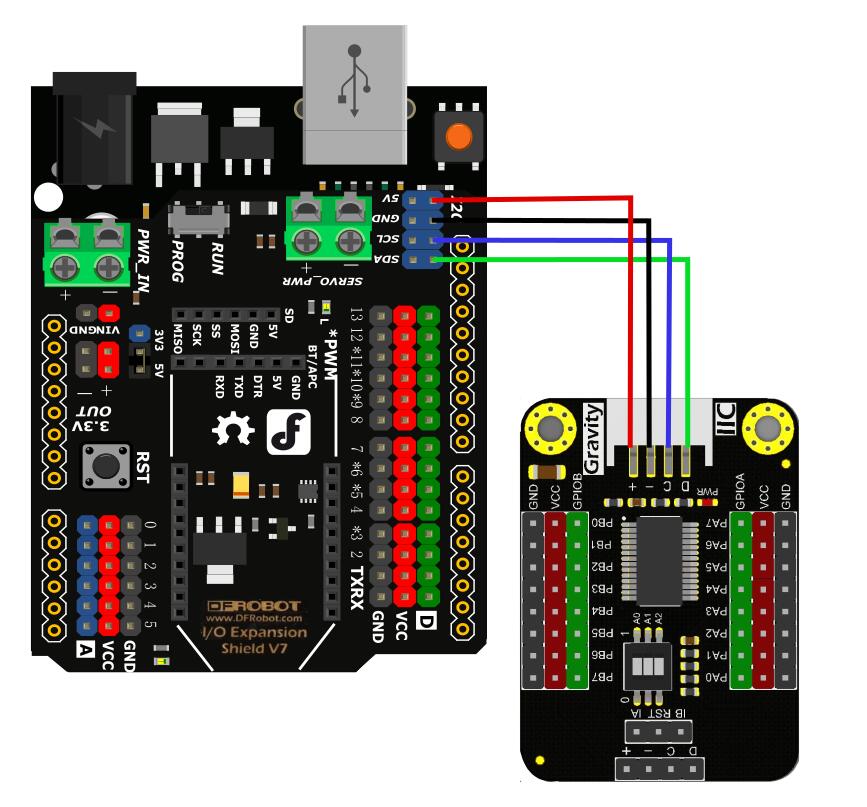 5V
GND
SCL
SDA
I2C
PWR_IN
PROG
RUN
SERVO_PWR
+ −
+ −
VINGND
3V3
5V
− +
OUT
3.3V
SD
MISO
SCK
SS
MOSI
GND
5V
L
*PWM
BT/APC
RXD
TXD
DTR
5V
GND
13
12
*11
*10
*9
8
7
*6
*5
4
*3
2
TXRX
GND
VCC
D
RST
0
1
2
3
4
5
A
VCC
GND
DFROBOT
www.DFRobot.com
I/O Expansion
Shield V7
Gravity
IIC
+ − C D
PWR
GND
VCC
GPIOB
GPIOA
VCC
GND
PB0
PB1
PB2
PB3
PB4
PB5
PB6
PB7
PA7
PA6
PA5
PA4
PA3
PA2
PA1
PA0
A0
A1
A2
1
0
IA RST IB
+ − C D